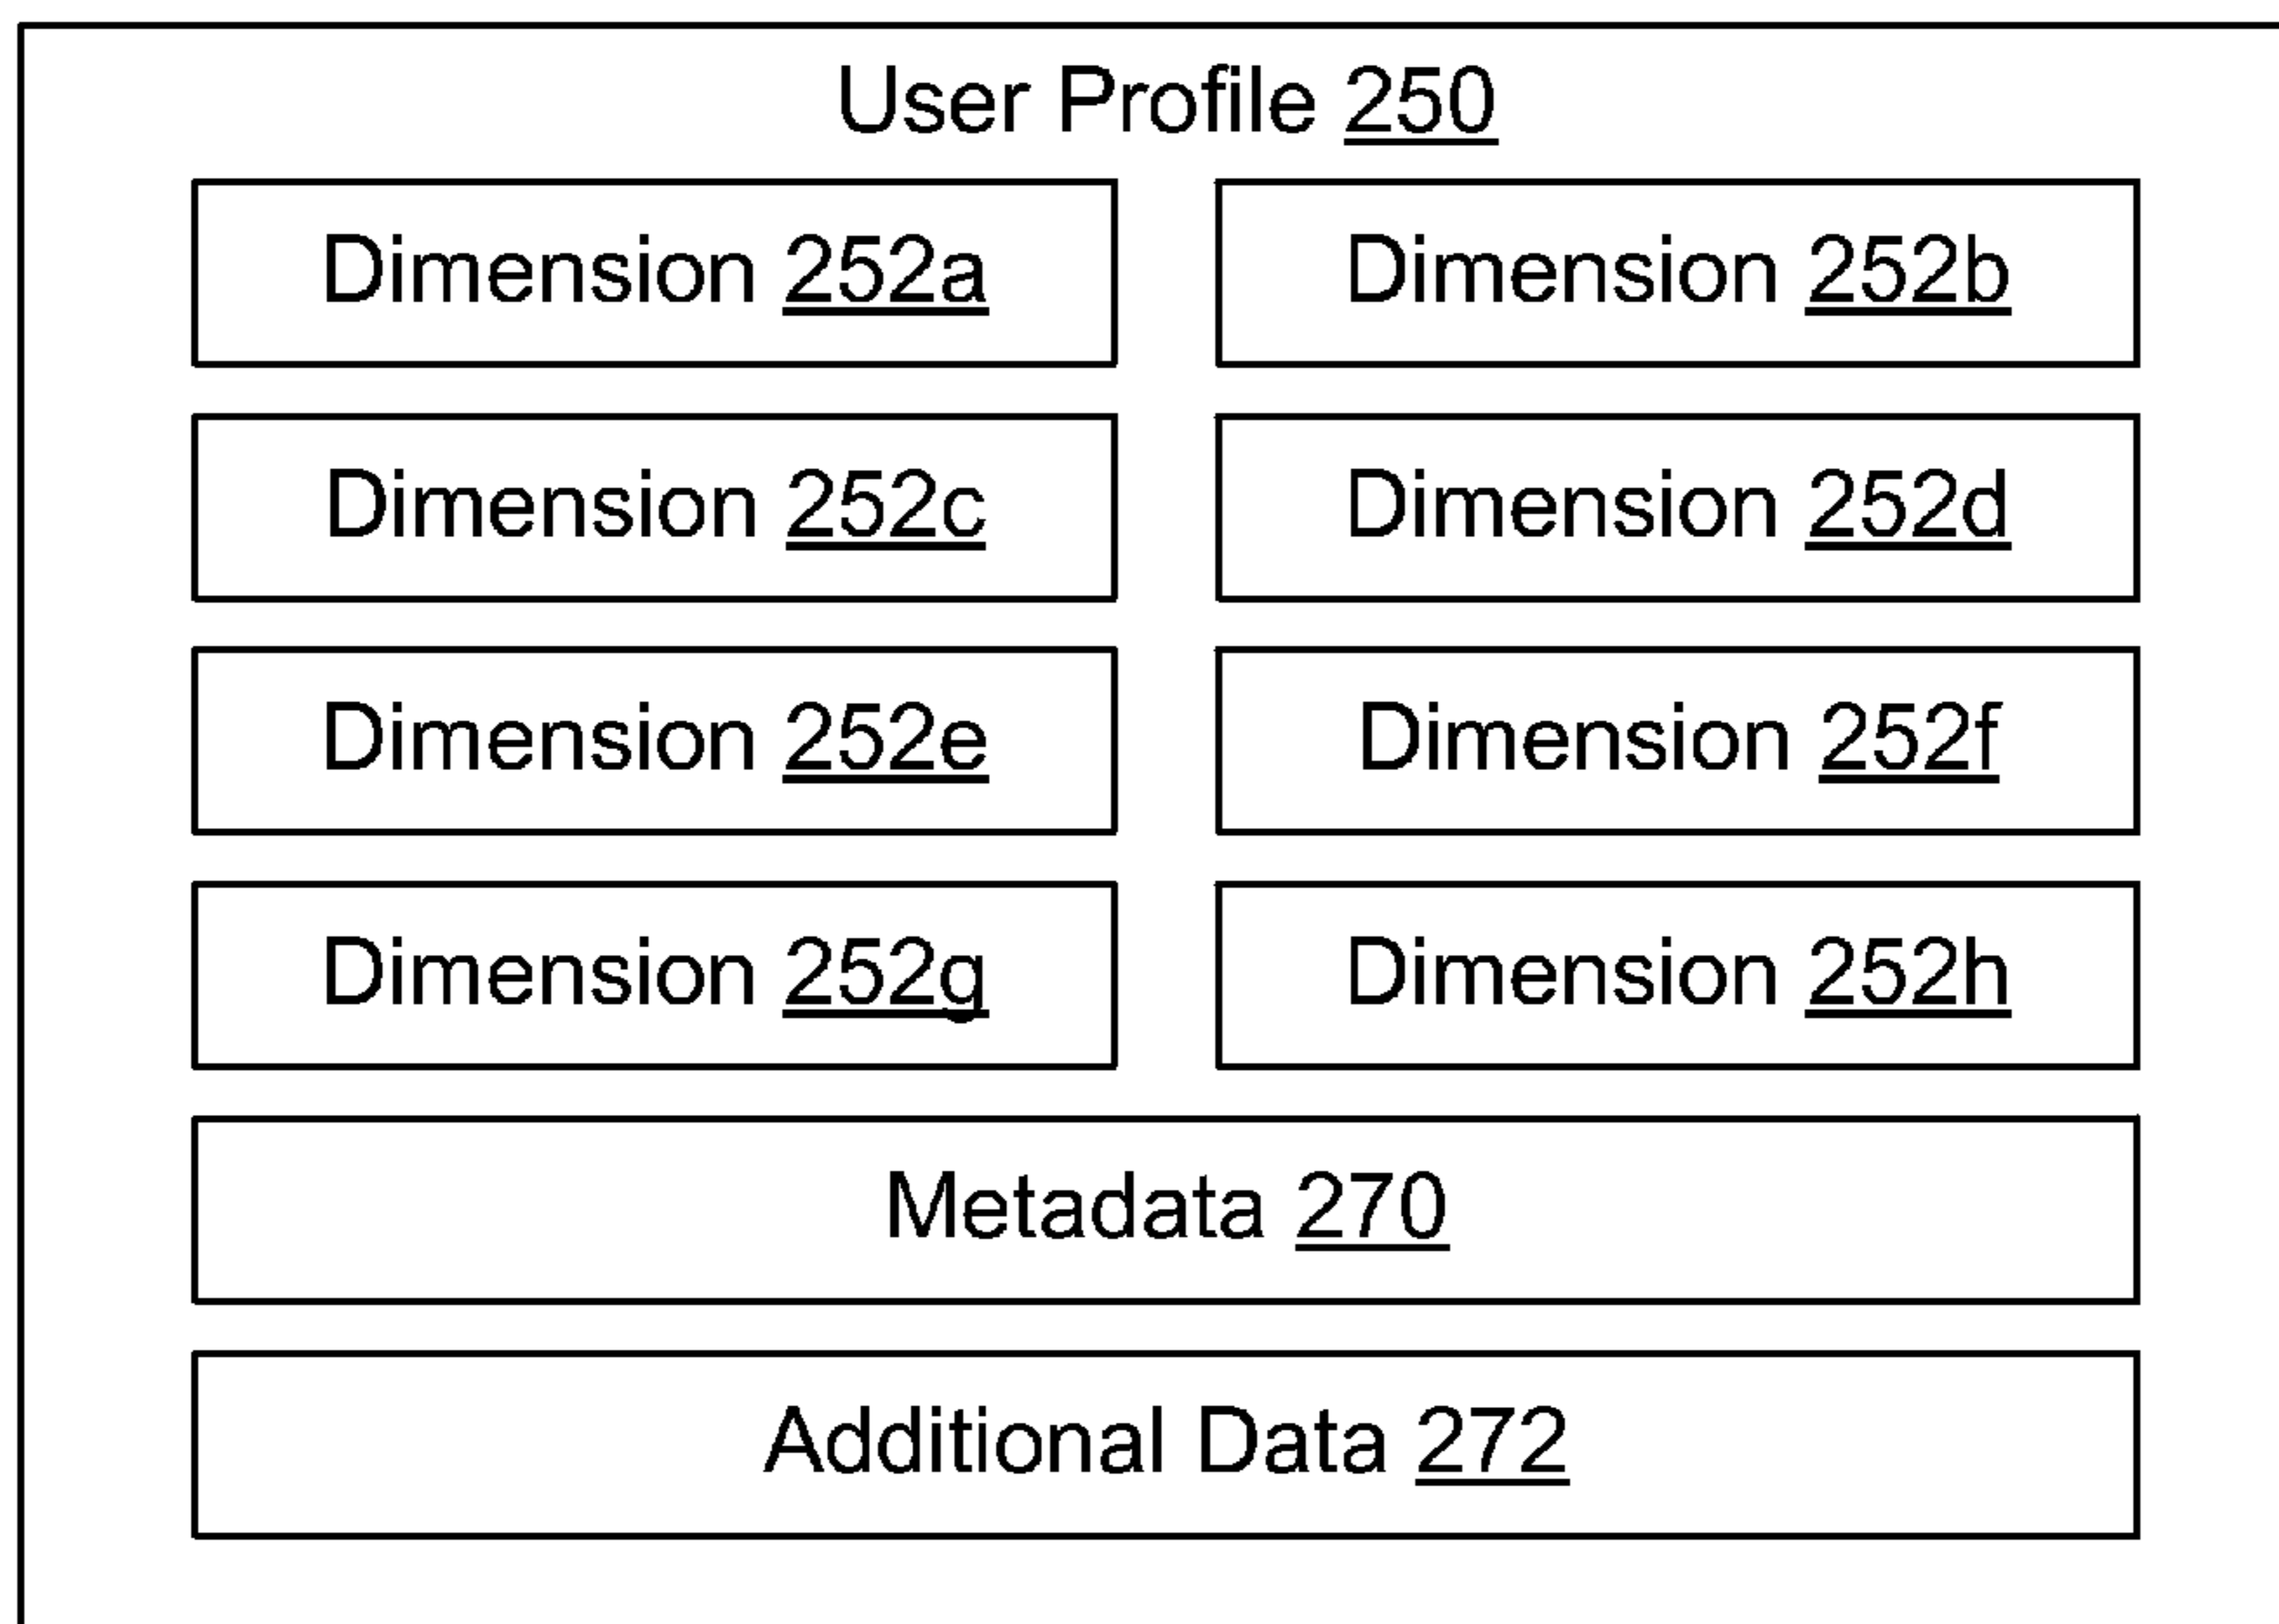 User Profile 250
Dimension 252a
Dimension 252b
Dimension 252c
Dimension 252d
Dimension 252e
Dimension 252f
Dimension 252g
Dimension 252h
Metadata 270
Additional Data 272